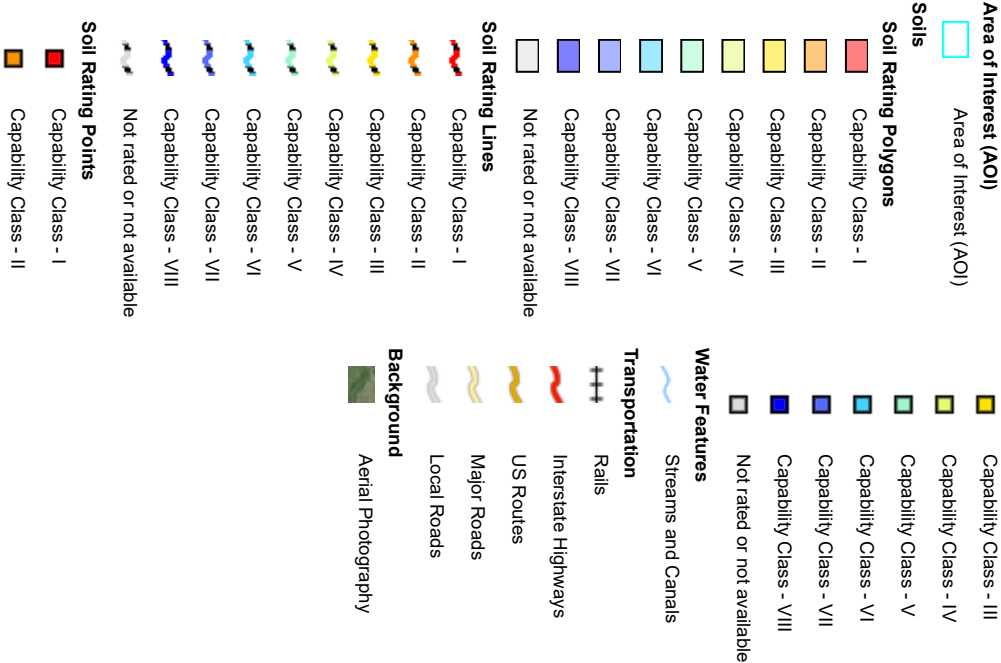 Area of Interest (AOI)
Area of Interest (AOI)
Soils
Soil Rating Polygons
Capability Class - I
Capability Class - II
Capability Class - III
Capability Class - IV
Capability Class - V
Capability Class - VI
Capability Class - VII
Capability Class - VIII
Not rated or not available
Soil Rating Lines
Capability Class - I
Capability Class - II
Capability Class - III
Capability Class - IV
Capability Class - V
Capability Class - VI
Capability Class - VII
Capability Class - VIII
Not rated or not available
Soil Rating Points
Capability Class - I
Capability Class - II
Capability Class - III
Capability Class - IV
Capability Class - V
Capability Class - VI
Capability Class - VII
Capability Class - VIII
Not rated or not available
Water Features
Streams and Canals
Transportation
Rails
Interstate Highways
US Routes
Major Roads
Local Roads
Background
Aerial Photography